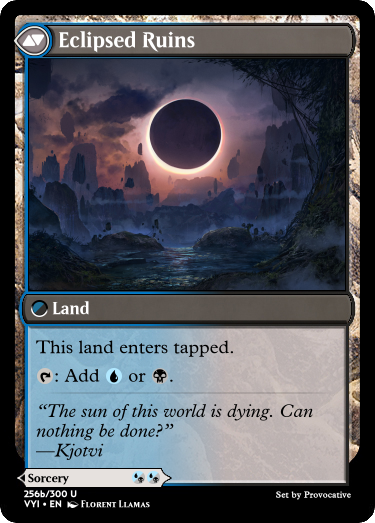 Eclipsed Ruins
Land
This land enters tapped.
: Add or .
“The sun of this world is dying. Can
nothing be done?”
—Kjotvi
Sorcery
256b/300 U
VYI • EN Florent Llamas
Set by Provocative